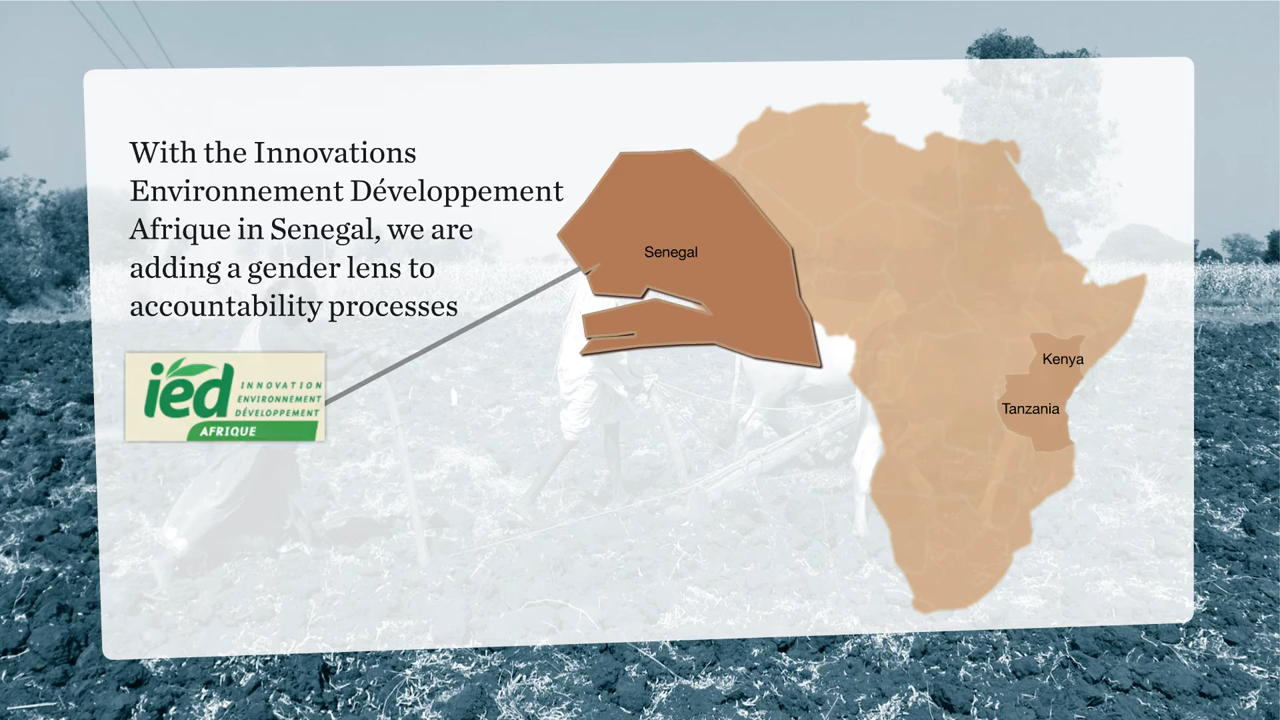 With the Innovations
Environnement Développement
Afrique in Senegal, we are
adding a gender lens to
accountability processes
ied
INNOVATION
ENVIRONNEMENT
DÉVELOPPEMENT
AFRIQUE
Senegal
Kenya
Tanzania